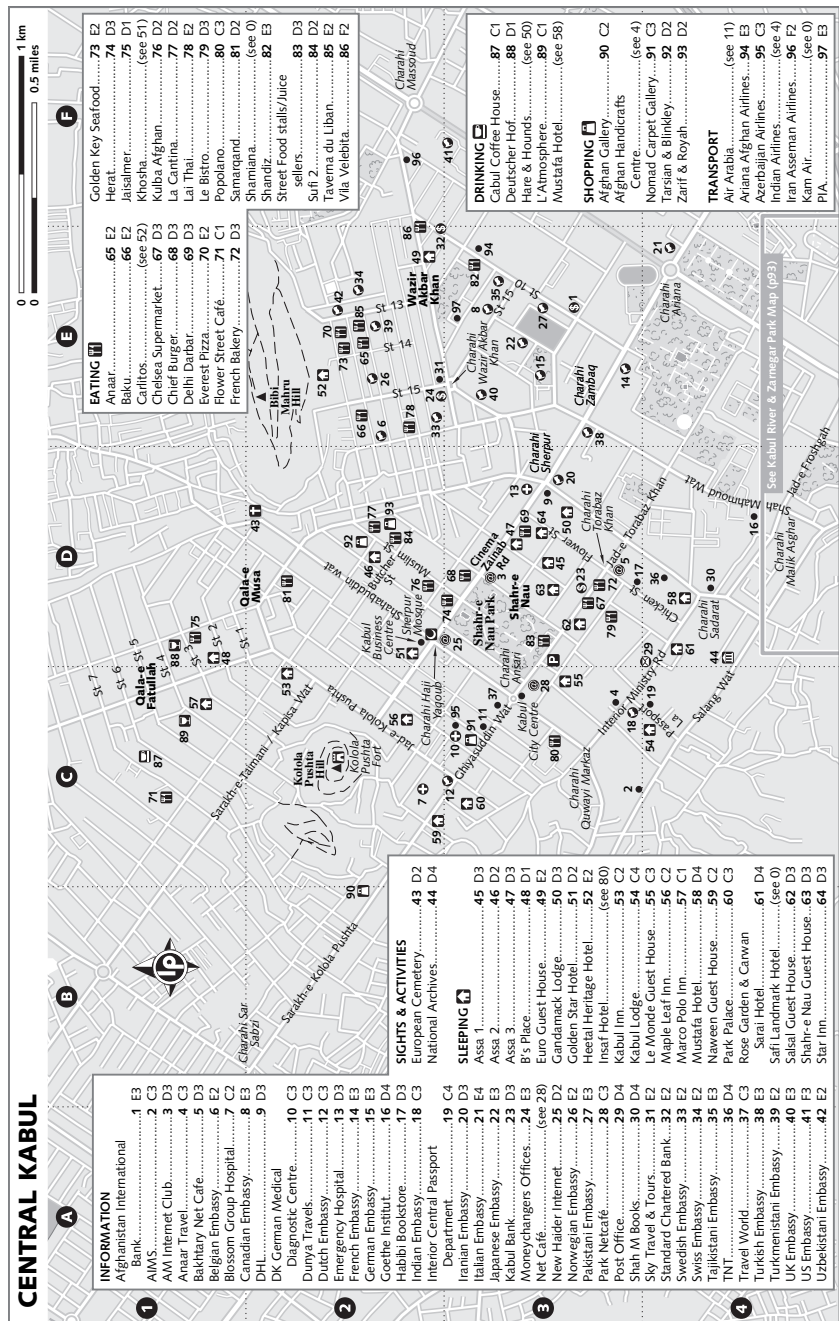 CENTRAL KABUL
0 1 km
0 0.5 miles
A
B
C
D
E
F
1
2
3
4
INFORMATION
Afghanistan International
Bank 1 E3
AIMS 2 C3
AM Internet Club 3 D3
Anaar Travel 4 C3
Bakhtary Net Cafe 5 D3
Belgian Embassy 6 E2
Blossom Group Hospital 7 C2
Canadian Embassy 8 E3
DHL 9 D3
DK German Medical
Diagnostic Centre 10 C3
Dunya Travels 11 C3
Dutch Embassy 12 C3
Emergency Hospital 13 D3
French Embassy 14 E3
German Embassy 15 E3
Goethe Institut 16 D4
Habibi Bookstore 17 D3
Indian Embassy 18 C3
Interior Central Passport
Department 19 C4
Iranian Embassy 20 D3
Italian Embassy 21 E4
Japanese Embassy 22 E3
Kabul Bank 23 D3
Moneychangers Offices 24 E3
Net Café (see 28)
New Haider Internet 25 D2
Norwegian Embassy 26 E2
Pakistani Embassy 27 E3
Park Netcafé 28 C3
Post Office 29 D4
Shah M Books 30 D4
Sky Travel & Tours 31 E2
Standard Chartered Bank 32 E2
Swedish Embassy 33 E2
Swiss Embassy 34 E2
Tajikistani Embassy 35 E3
TNT 36 D4
Travel World 37 C3
Turkish Embassy 38 E3
Turkmenistani Embassy 39 E2
UK Embassy 40 E3
US Embassy 41 F3
Uzbekistani Embassy 42 E2
SIGHTS & ACTIVITIES
European Cemetery 43 D2
National Archives 44 D4
SLEEPING
Assa 1 45 D3
Assa 2 46 D2
Assa 3 47 D3
B's Place 48 D1
Euro Guest House 49 E2
Gandamack Lodge 50 D3
Golden Star Hotel 51 D2
Heetal Heritage Hotel 52 E2
Insaf Hotel (see 80)
Kabul Inn 53 C2
Kabul Lodge 54 C4
Le Monde Guest House 55 C3
Maple Leaf Inn 56 C2
Marco Polo Inn 57 C1
Mustafa Hotel 58 D4
Naween Guest House 59 C2
Park Palace 60 C3
Rose Garden & Carwan
Sarai Hotel 61 D4
Safi Landmark Hotel (see 0)
Salsal Guest House 62 D3
Shahr-e Nau Guest House 63 D3
Star Inn 64 D3
EATING
Anaar 65 E2
Baku 66 E2
Carlitos (see 52)
Chelsea Supermarket 67 D3
Chief Burger 68 D3
Delhi Darbar 69 D3
Everest Pizza 70 E2
Flower Street Café 71 C1
French Bakery 72 D3
Golden Key Seafood 73 E2
Herat 74 D3
Jaisalmer 75 D1
Khosha (see 51)
Kulba Afghan 76 D2
La Cantina 77 D2
Lai Thai 78 E2
Le Bistro 79 D3
Popolano 80 C3
Samarqand 81 D2
Shamiana (see 0)
Shandiz 82 E3
Street Food stalls/Juice
sellers 83 D3
Sufi 2 84 D2
Taverna du Liban 85 E2
Vila Velebita 86 F2
DRINKING
Cabul Coffee House 87 C1
Deutscher Hof 88 D1
Hare & Hounds (see 50)
L'Atmosphere 89 C1
Mustafa Hotel (see 58)
SHOPPING
Afghan Gallery 90 C2
Afghan Handicrafts
Centre (see 4)
Nomad Carpet Gallery 91 C3
Tarsian & Blinkley 92 D2
Zarif & Royah 93 D2
TRANSPORT
Air Arabia (see 11)
Ariana Afghan Airlines 94 E3
Azerbaijan Airlines 95 C3
Indian Airlines (see 4)
Iran Asseman Airlines 96 F2
Kam Air (see 0)
PIA 97 E3
lp
Charahi Sar
Sabzi
Sarakh-e Kolola Pushta
Sarakh-e-Taimani / Kapisa Wat
Qala-e
Fatullah
St 7
St 6
St 5
St 4
St 3
St 2
St 1
Qala-e
Musa
Kolola
Pushta
Hill
Kolola
Pushta
Fort
Jad-e Kolola Pushta
Kabul
Business
Centre
Sherpur
Mosque
Shahabuddin Wat
Butcher St
Muslim St
Charahi Haji
Yaqoub
Shahr-e
Nau Park
Cinema
Zainab
Rd
Shahr-e
Nau
Charahi
Ansari
Ghiyasuddin Wat
Kabul
City Centre
Charahi
Quwayi Markaz
Interior Ministry Rd
Passport
La
Salang Wat
Chicken St
Flower St
Charahi
Torabaz
Khan
Jad-e Torabaz Khan
Charahi
Sadarat
Charahi
Sherpur
Charahi
Zambaq
Shah Mahmoud Wat
Charahi
Malik Asghar
Jad-e Froshgah
See Kabul River & Zarnegar Park Map (p93)
Bibi
Mahru
Hill
St 13
St 14
St 15
St 15
St 10
Wazir
Akbar
Khan
Charahi
Wazir Akbar
Khan
Charahi
Massoud
Charahi
Ariana